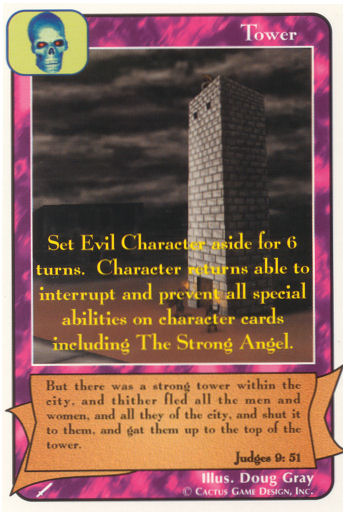 Tower
Set Evil Character aside for 6
turns. Character returns able to
interrupt and prevent all special
abilities on character cards
including The Strong Angel.
But there was a strong tower within the
city, and thither fled all the men and
women, and all they of the city, and shut it
to them, and gat them up to the top of the
tower.
Judges 9: 51
Illus. Doug Gray
© Cactus Game Design, Inc.